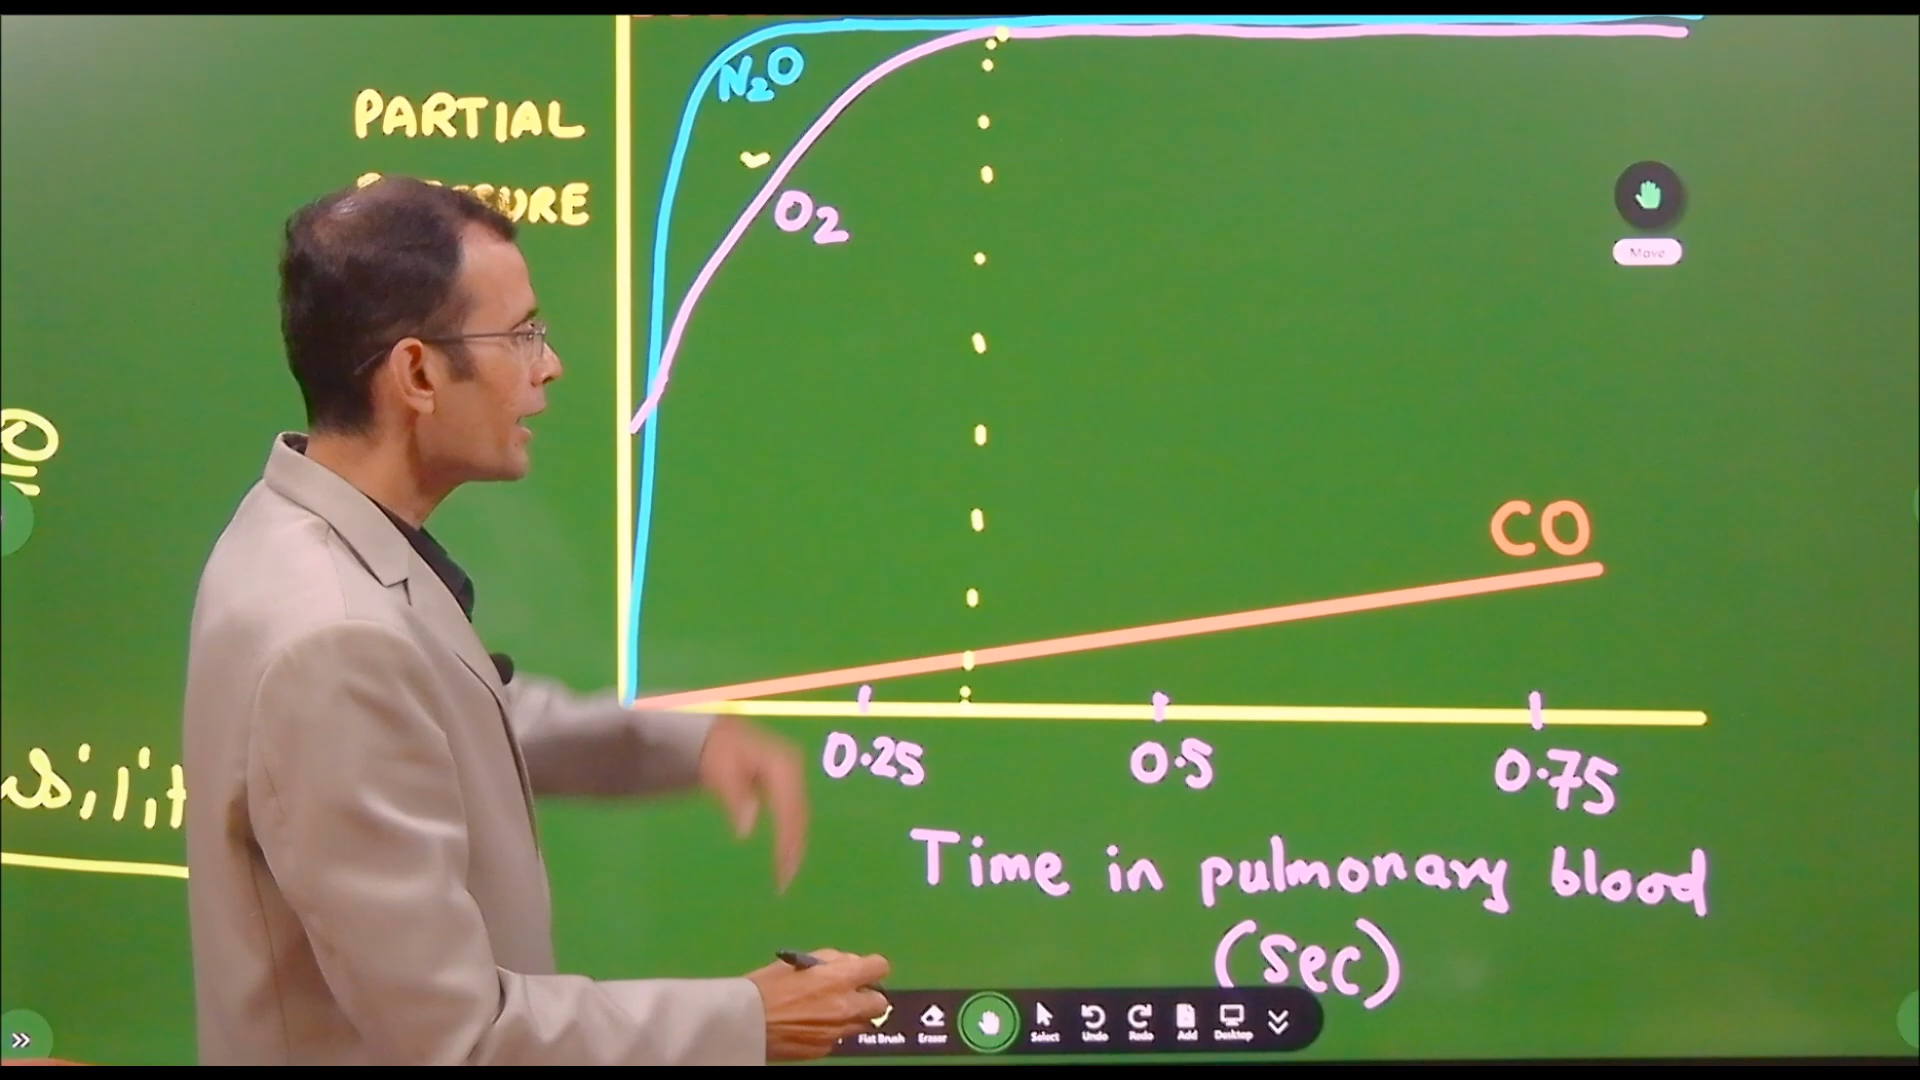 PARTIAL
N2O
O2
Move
CO
0.25 0.5 0.75
Time in pulmonary blood
(sec)
Flat Brush Eraser Select Undo Redo Add Desktop